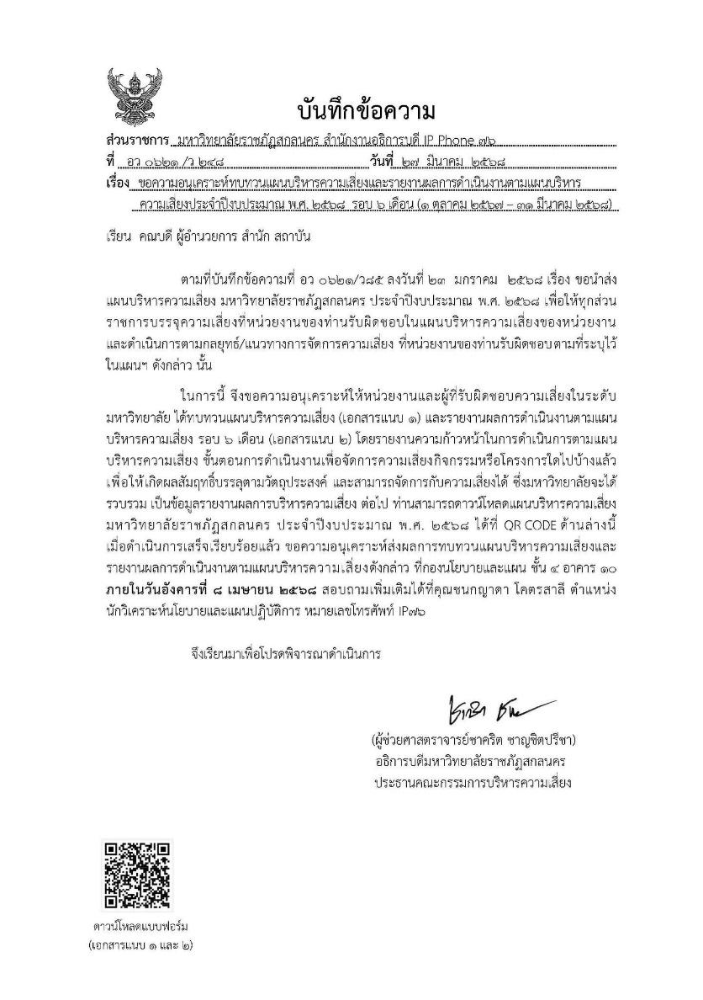 บันทึกข้อความ
ส่วนราชการ มหาวิทยาลัยราชภัฏสกลนคร สำนักงานอธิการบดี IP Phone ๗๖
ที่ อว ๐๖๒๑ /ว ๒๔๘ วันที่ ๒๗ มีนาคม ๒๕๖๘
เรื่อง ขอความอนุเคราะห์ทบทวนแผนบริหารความเสี่ยงและรายงานผลการดำเนินงานตามแผนบริหาร
ความเสี่ยงประจำปีงบประมาณ พ.ศ. ๒๕๖๘ รอบ ๖ เดือน (๑ ตุลาคม ๒๕๖๗ – ๓๑ มีนาคม ๒๕๖๘)
เรียน คณบดี ผู้อำนวยการ สำนัก สถาบัน
ตามที่บันทึกข้อความที่ อว ๐๖๒๑/ว๘๕ ลงวันที่ ๒๓ มกราคม ๒๕๖๘ เรื่อง ขอนำส่ง
แผนบริหารความเสี่ยง มหาวิทยาลัยราชภัฏสกลนคร ประจำปีงบประมาณ พ.ศ. ๒๕๖๘ เพื่อให้ทุกส่วน
ราชการบรรจุความเสี่ยงที่หน่วยงานของท่านรับผิดชอบในแผนบริหารความเสี่ยงของหน่วยงาน
และดำเนินการตามกลยุทธ์/แนวทางการจัดการความเสี่ยง ที่หน่วยงานของท่านรับผิดชอบตามที่ระบุไว้
ในแผนฯ ดังกล่าว นั้น
ในการนี้ จึงขอความอนุเคราะห์ให้หน่วยงานและผู้ที่รับผิดชอบความเสี่ยงในระดับ
มหาวิทยาลัย ได้ทบทวนแผนบริหารความเสี่ยง (เอกสารแนบ ๑) และรายงานผลการดำเนินงานตามแผน
บริหารความเสี่ยง รอบ ๖ เดือน (เอกสารแนบ ๒) โดยรายงานความก้าวหน้าในการดำเนินการตามแผน
บริหารความเสี่ยง ขั้นตอนการดำเนินงานเพื่อจัดการความเสี่ยงกิจกรรมหรือโครงการใดไปบ้างแล้ว
เพื่อให้เกิดผลสัมฤทธิ์บรรลุตามวัตถุประสงค์ และสามารถจัดการกับความเสี่ยงได้ ซึ่งมหาวิทยาลัยจะได้
รวบรวม เป็นข้อมูลรายงานผลการบริหารความเสี่ยง ต่อไป ท่านสามารถดาวน์โหลดแผนบริหารความเสี่ยง
มหาวิทยาลัยราชภัฏสกลนคร ประจำปีงบประมาณ พ.ศ. ๒๕๖๘ ได้ที่ QR CODE ด้านล่างนี้
เมื่อดำเนินการเสร็จเรียบร้อยแล้ว ขอความอนุเคราะห์ส่งผลการทบทวนแผนบริหารความเสี่ยงและ
รายงานผลการดำเนินงานตามแผนบริหารความเสี่ยงดังกล่าว ที่กองนโยบายและแผน ชั้น ๔ อาคาร ๑๐
ภายในวันอังคารที่ ๘ เมษายน ๒๕๖๘ สอบถามเพิ่มเติมได้ที่คุณชนกญาดา โคตรสาลี ตำแหน่ง
นักวิเคราะห์นโยบายและแผนปฏิบัติการ หมายเลขโทรศัพท์ IP๗๖
จึงเรียนมาเพื่อโปรดพิจารณาดำเนินการ
(ผู้ช่วยศาสตราจารย์ชาคริต ชาญชิตปรีชา)
อธิการบดีมหาวิทยาลัยราชภัฏสกลนคร
ประธานคณะกรรมการบริหารความเสี่ยง
ดาวน์โหลดแบบฟอร์ม
(เอกสารแนบ ๑ และ ๒)